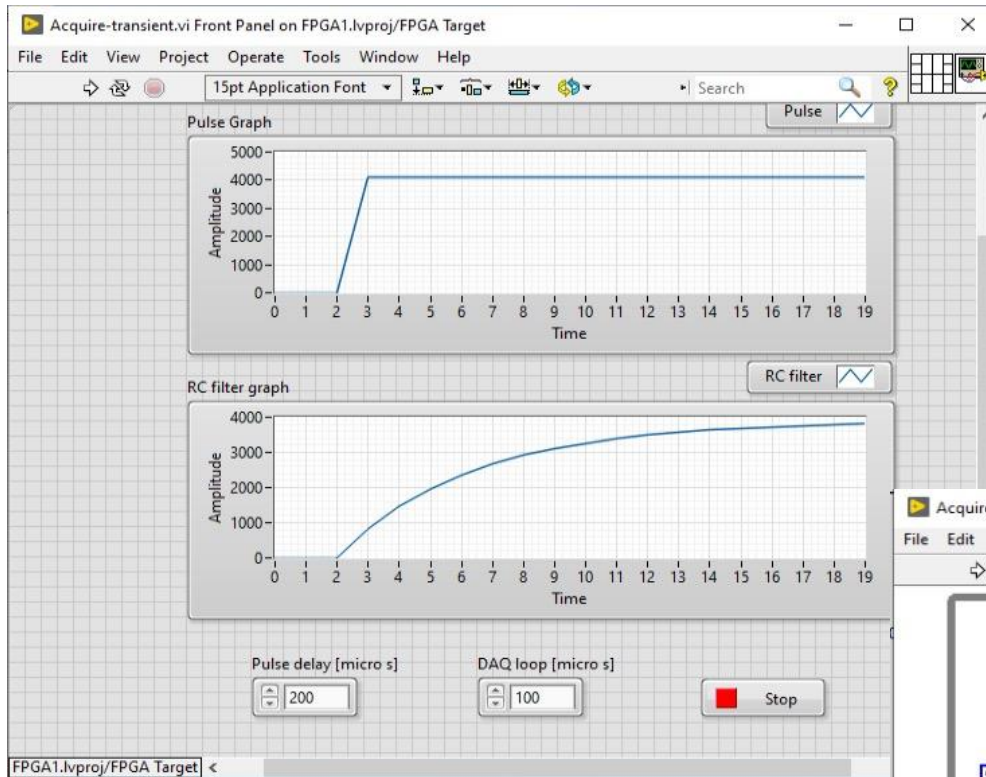 Acquire-transient.vi Front Panel on FPGA1.lvproj/FPGA Target
File Edit View Project Operate Tools Window Help
15pt Application Font
Search
Pulse Graph
Pulse
5000
4000
3000
2000
1000
0
Amplitude
0 1 2 3 4 5 6 7 8 9 10 11 12 13 14 15 16 17 18 19
Time
RC filter graph
RC filter
4000
3000
2000
1000
0
Amplitude
0 1 2 3 4 5 6 7 8 9 10 11 12 13 14 15 16 17 18 19
Time
Acquire
File Edit
Pulse delay [micro s]
200
DAQ loop [micro s]
100
Stop
FPGA1.lvproj/FPGA Target